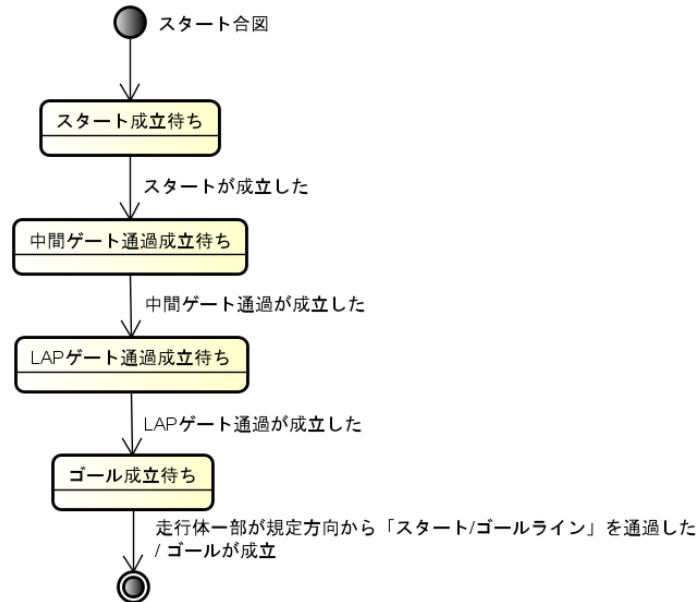 スタート合図
スタート成立待ち
スタートが成立した
中間ゲート通過成立待ち
中間ゲート通過が成立した
LAPゲート通過成立待ち
LAPゲート通過が成立した
ゴール成立待ち
走行体一部が規定方向から「スタート/ゴールライン」を通過した
/ ゴールが成立